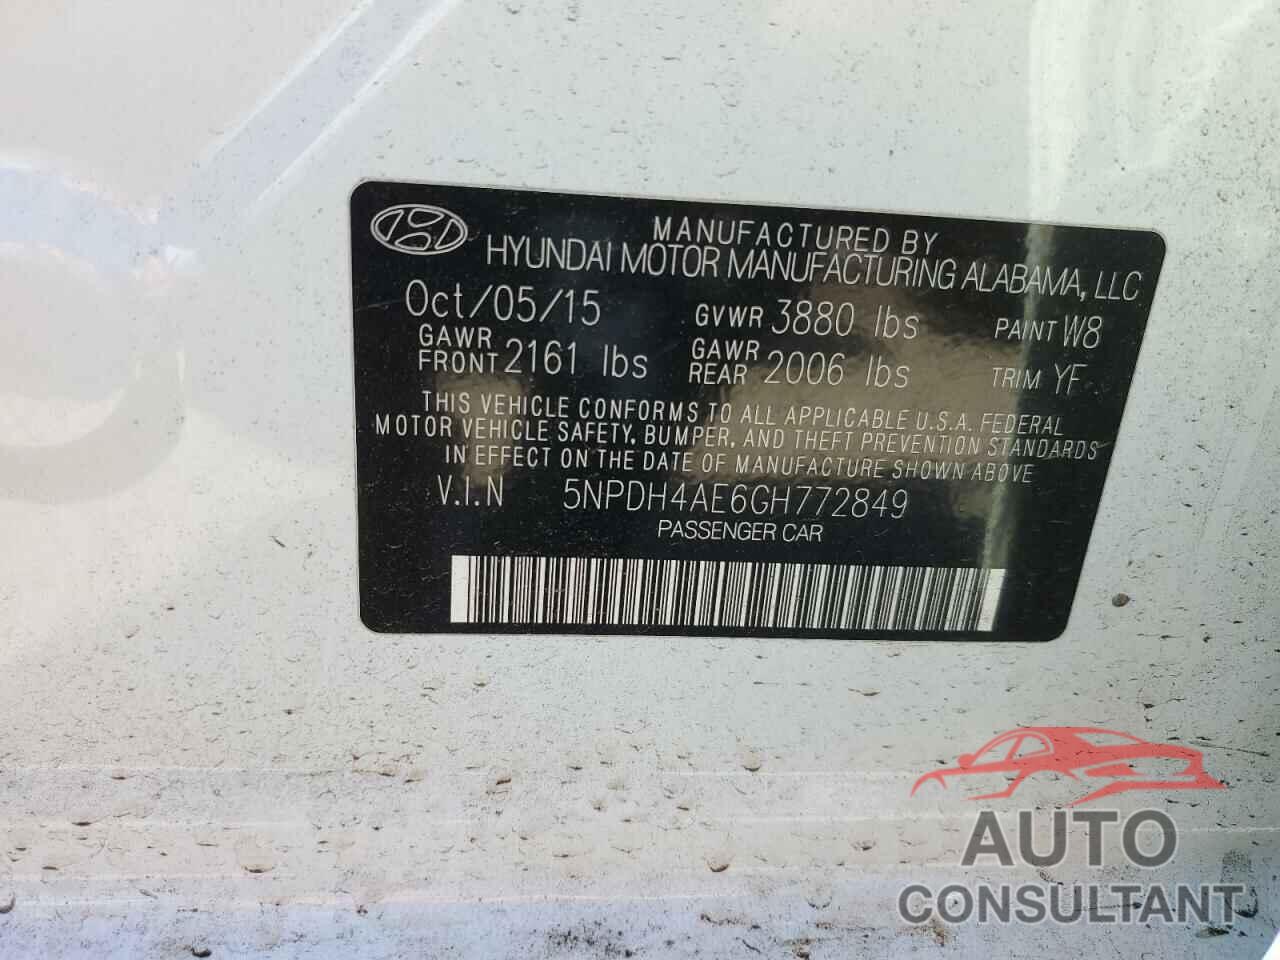 MANUFACTURED BY
HYUNDAI MOTOR MANUFACTURING ALABAMA, LLC
Oct/05/15 GVWR 3880 lbs PAINT W8
GAWR FRONT 2161 lbs GAWR REAR 2006 lbs TRIM YF
THIS VEHICLE CONFORMS TO ALL APPLICABLE U.S.A. FEDERAL
MOTOR VEHICLE SAFETY, BUMPER, AND THEFT PREVENTION STANDARDS
IN EFFECT ON THE DATE OF MANUFACTURE SHOWN ABOVE
V.I.N 5NPDH4AE6GH772849
PASSENGER CAR
AUTO
CONSULTANT